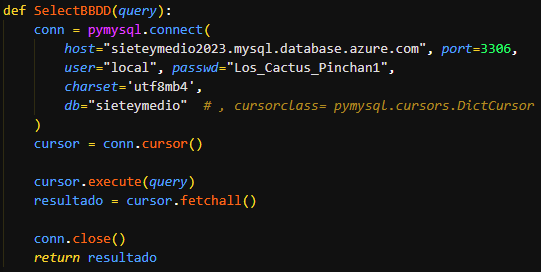 def SelectBBDD(query):
    conn = pymysql.connect(
        host="sieteymedio2023.mysql.database.azure.com", port=3306,
        user="local", passwd="Los_Cactus_Pinchan1",
        charset='utf8mb4',
        db="sieteymedio"  # , cursorclass= pymysql.cursors.DictCursor
    )
    cursor = conn.cursor()

    cursor.execute(query)
    resultado = cursor.fetchall()

    conn.close()
    return resultado